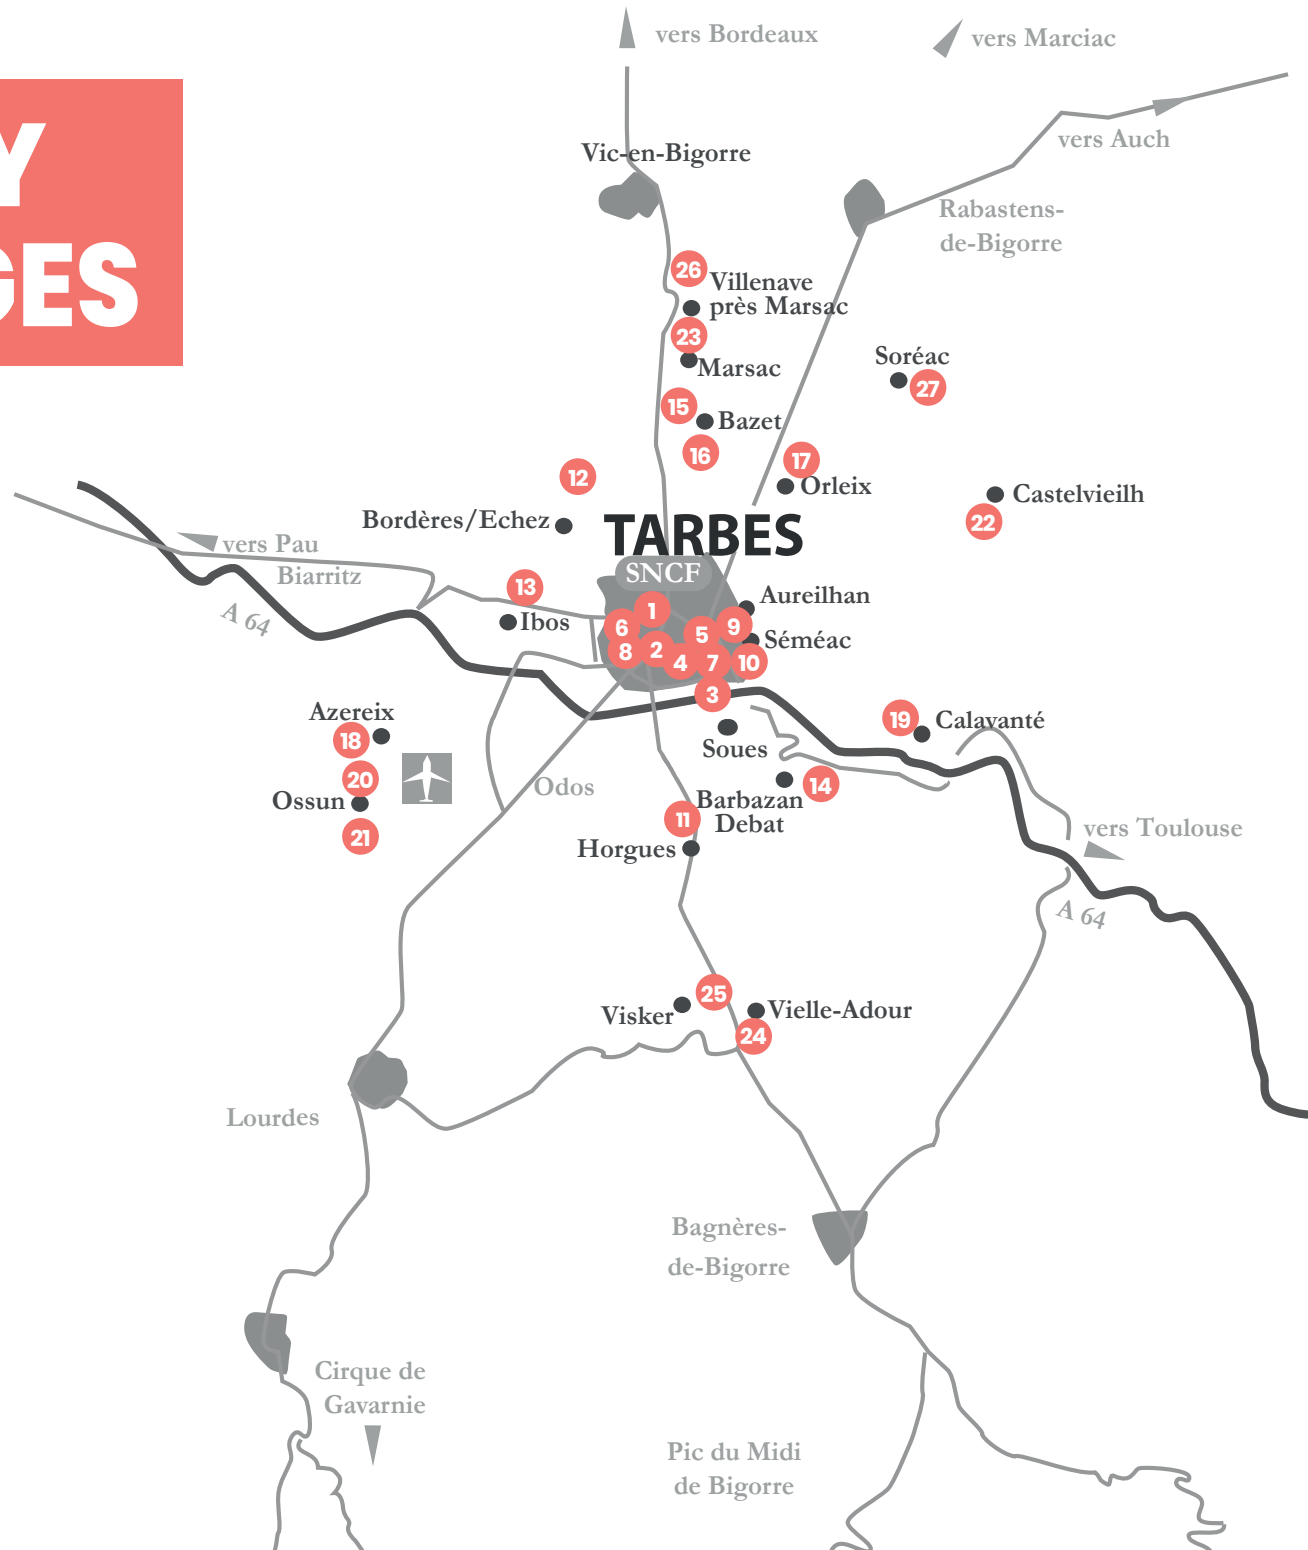 vers Bordeaux
vers Marciac
Y
GES
vers Auch
Vic-en-Bigorre
Rabastens-
de-Bigorre
26
Villenave
près Marsac
23
Marsac
Soréac
27
15
Bazet
16
17
Orleix
12
Castelvieilh
22
Bordères/Echez
TARBES
SNCF
vers Pau
Biarritz
A 64
13
Ibos
Aureilhan
1
6
5
9
Séméac
8
2
4
7
10
3
Azereix
18
19
Calavanté
Soues
20
Ossun
21
Odos
14
Barbazan
Debat
11
Horgues
vers Toulouse
A 64
25
Visker
Vielle-Adour
24
Lourdes
Bagnères-
de-Bigorre
Cirque de
Gavarnie
Pic du Midi
de Bigorre